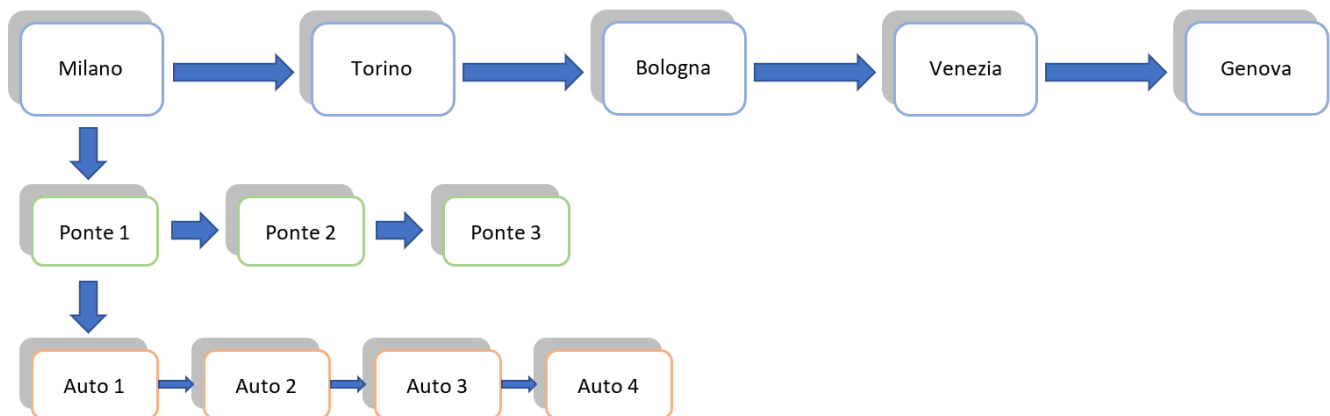 Milano
Torino
Bologna
Venezia
Genova
Ponte 1
Ponte 2
Ponte 3
Auto 1
Auto 2
Auto 3
Auto 4